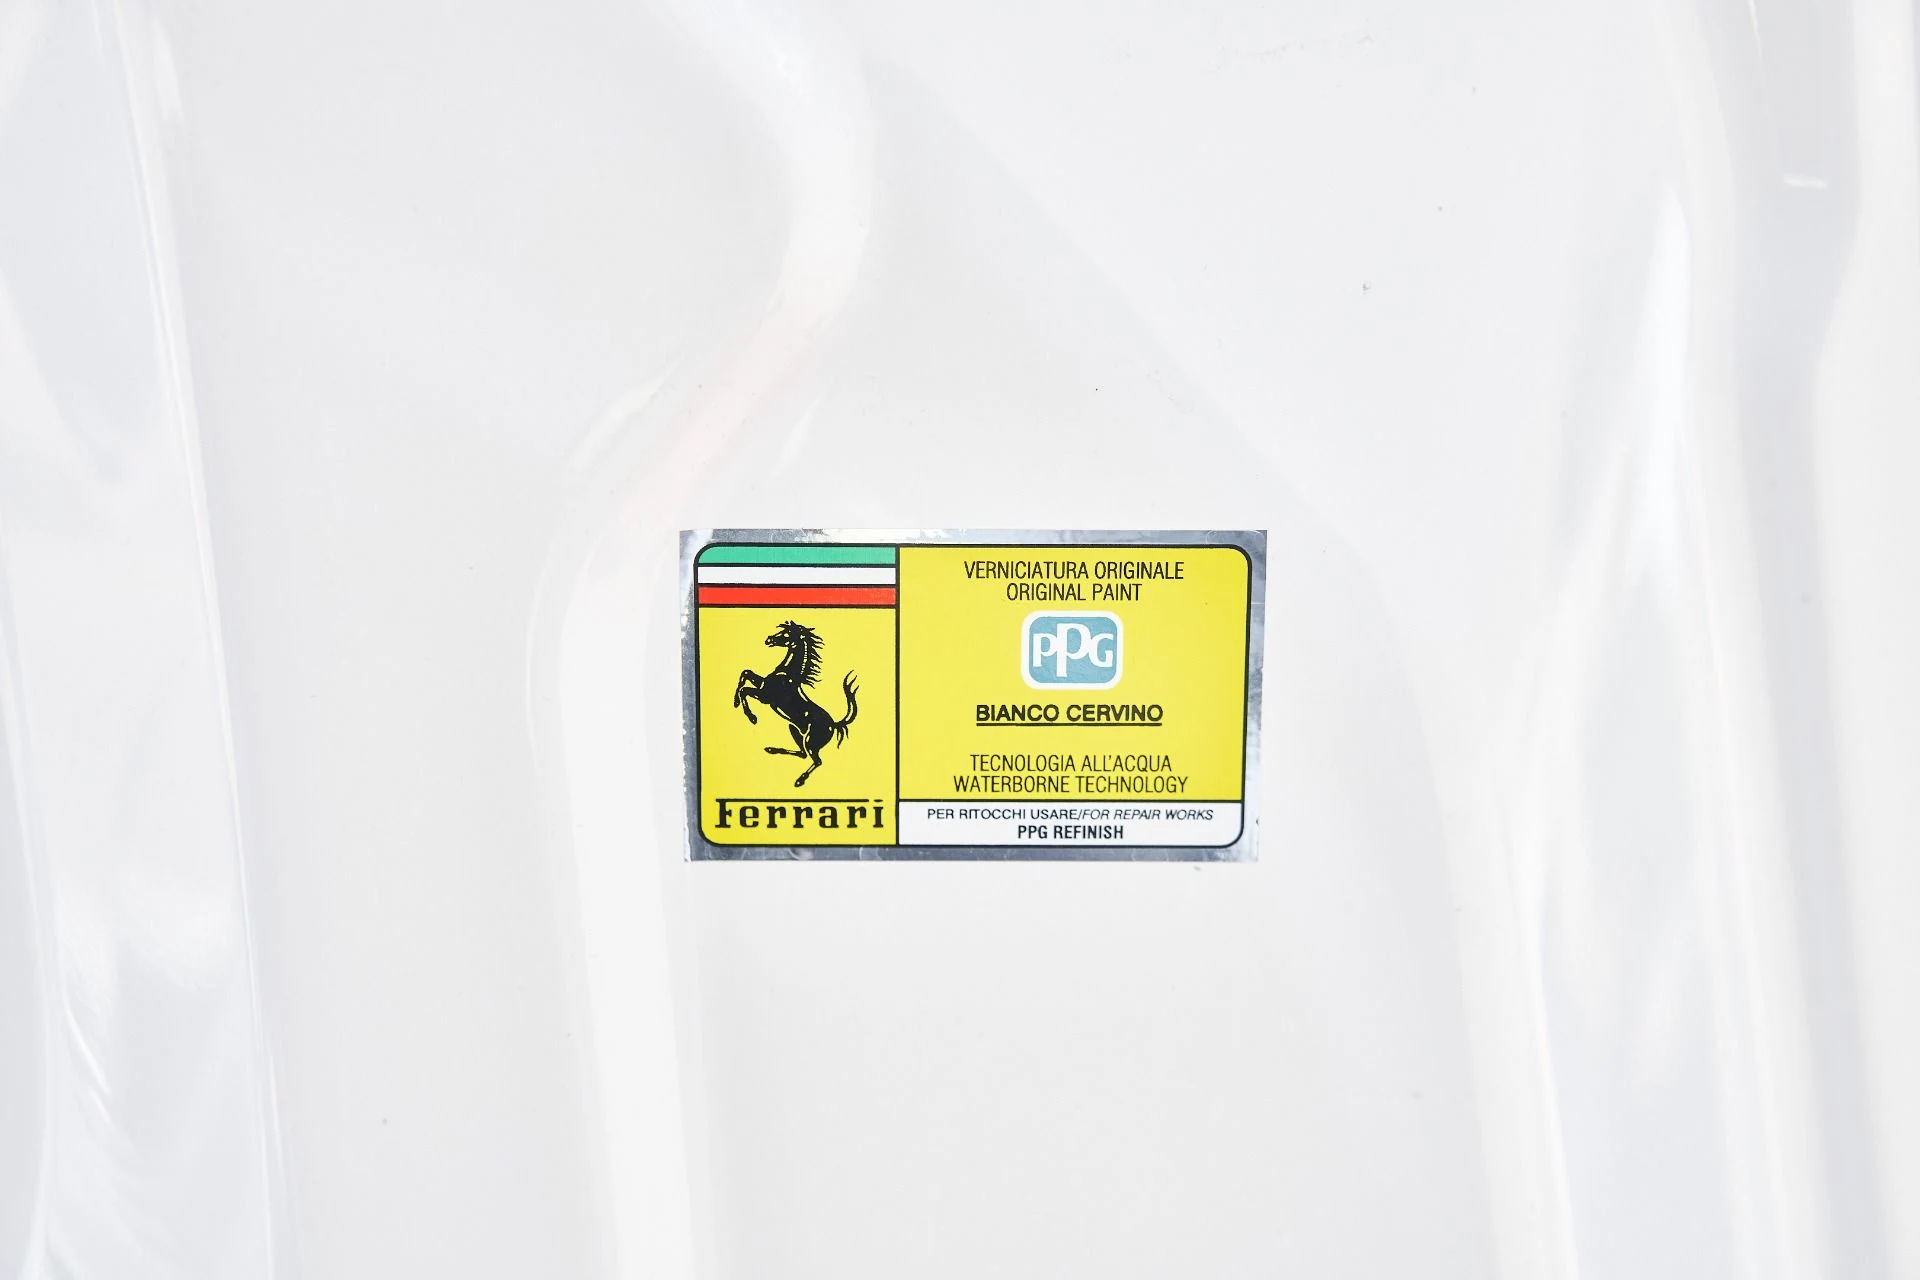 Ferrari
VERNICIATURA ORIGINALE
ORIGINAL PAINT
PPG
BIANCO CERVINO
TECNOLOGIA ALL'ACQUA
WATERBORNE TECHNOLOGY
PER RITOCCHI USARE/FOR REPAIR WORKS
PPG REFINISH